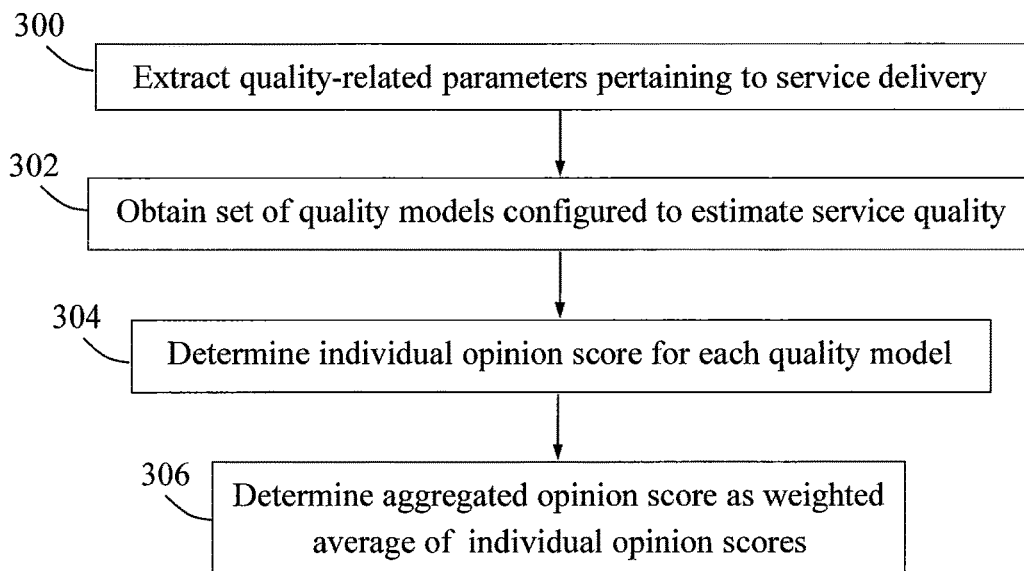 300
Extract quality-related parameters pertaining to service delivery
302
Obtain set of quality models configured to estimate service quality
304
Determine individual opinion score for each quality model
306
Determine aggregated opinion score as weighted
average of individual opinion scores